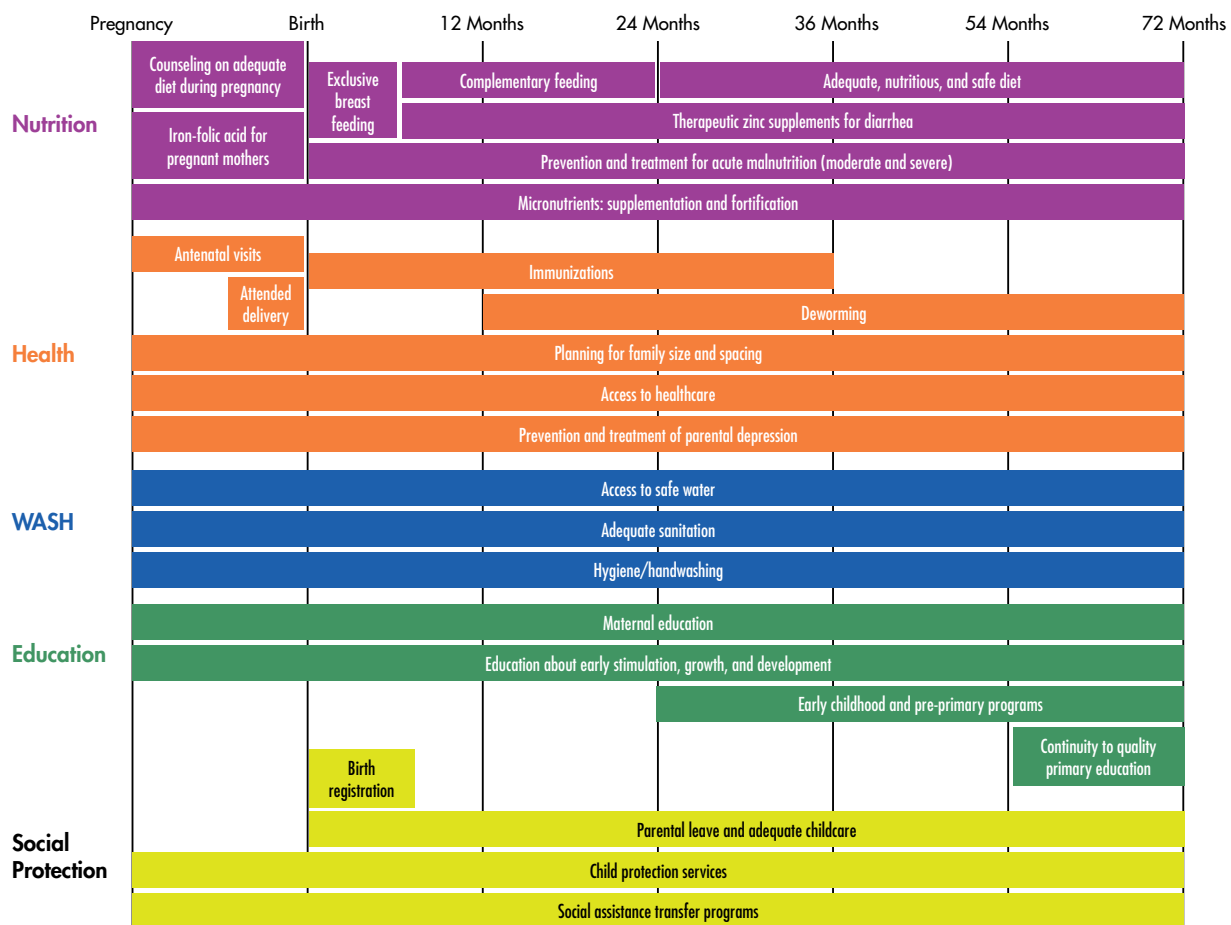 Pregnancy Birth 12 Months 24 Months 36 Months 54 Months 72 Months
Nutrition
Counseling on adequate
diet during pregnancy
Exclusive
breast
feeding
Complementary feeding
Adequate, nutritious, and safe diet
Iron-folic acid for
pregnant mothers
Therapeutic zinc supplements for diarrhea
Prevention and treatment for acute malnutrition (moderate and severe)
Micronutrients: supplementation and fortification
Health
Antenatal visits
Immunizations
Attended
delivery
Deworming
Planning for family size and spacing
Access to healthcare
Prevention and treatment of parental depression
WASH
Access to safe water
Adequate sanitation
Hygiene/handwashing
Education
Maternal education
Education about early stimulation, growth, and development
Early childhood and pre-primary programs
Continuity to quality
primary education
Social
Protection
Birth
registration
Parental leave and adequate childcare
Child protection services
Social assistance transfer programs